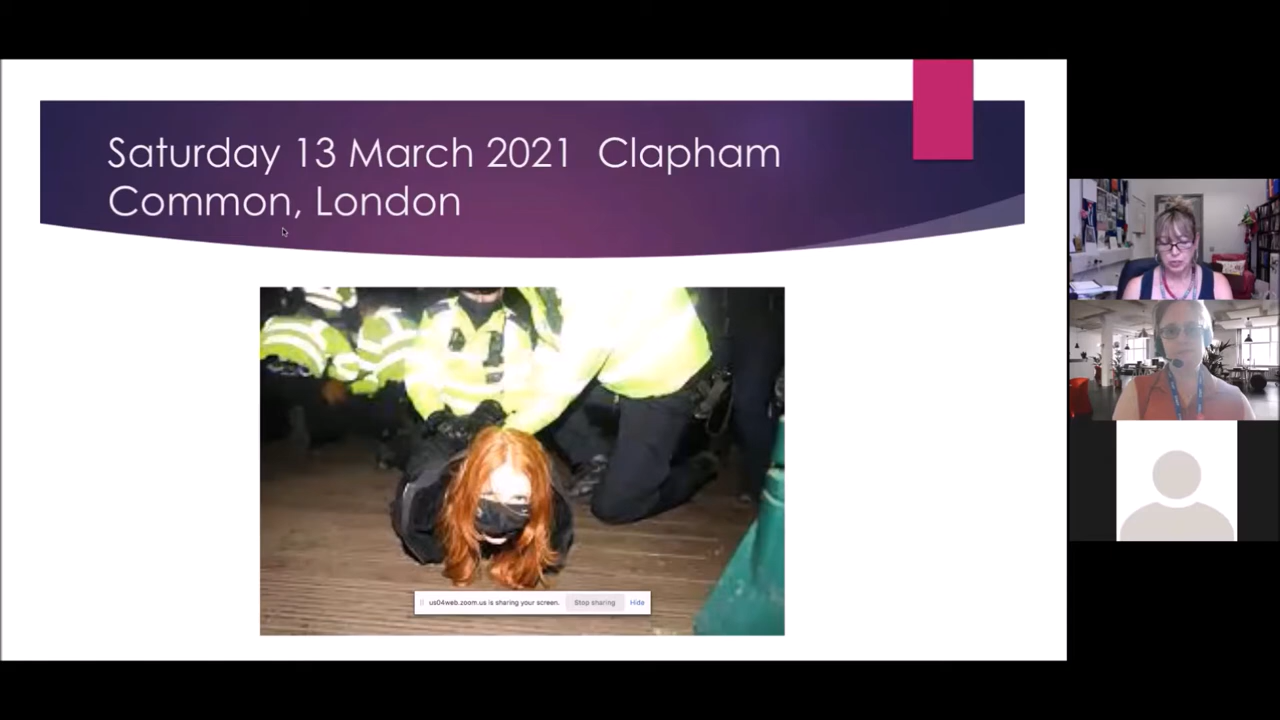 Saturday 13 March 2021 Clapham
Common, London
us04web.zoom.us is sharing your screen. Stop sharing Hide